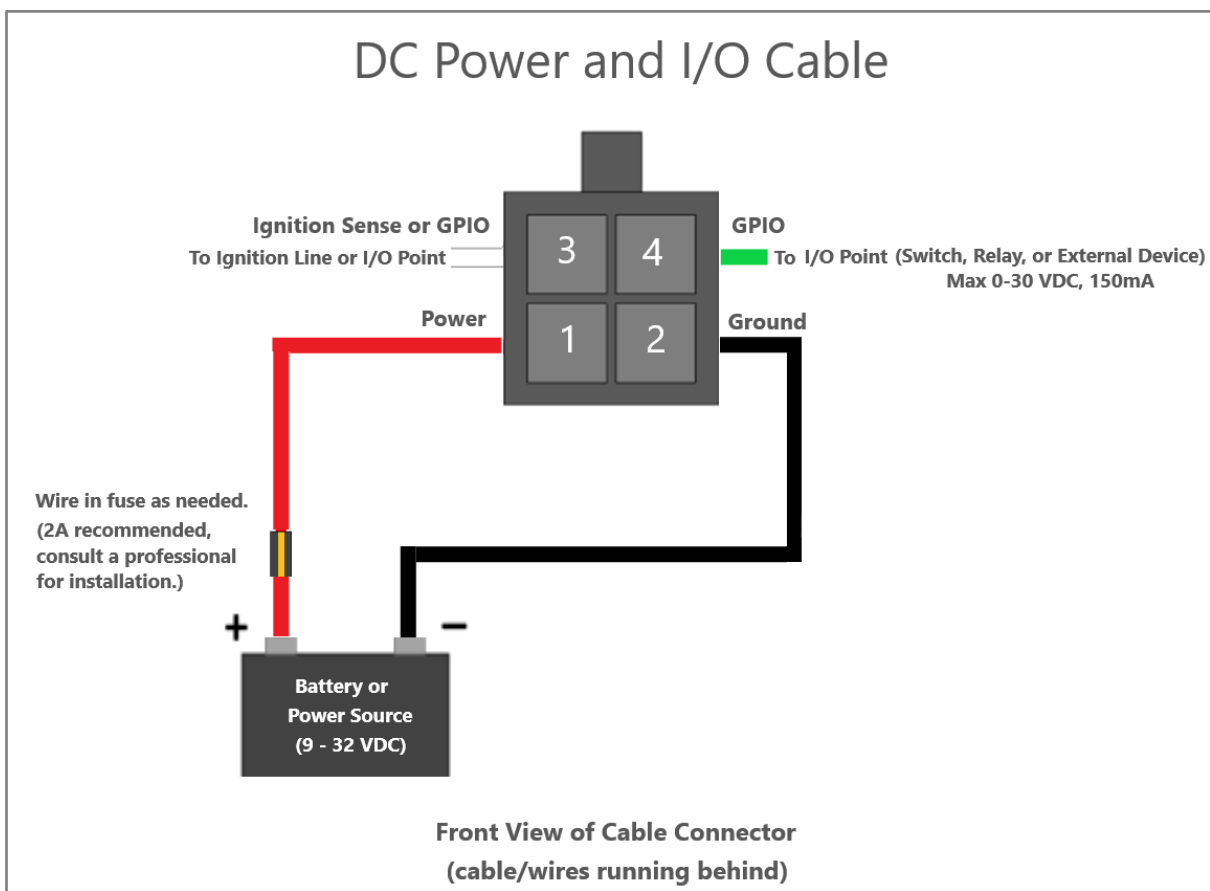 DC Power and I/O Cable
Ignition Sense or GPIO
To Ignition Line or I/O Point
3
4
GPIO
To I/O Point (Switch, Relay, or External Device)
Max 0-30 VDC, 150mA
Power
1
2
Ground
Wire in fuse as needed.
(2A recommended,
consult a professional
for installation.)
+
−
Battery or
Power Source
(9 - 32 VDC)
Front View of Cable Connector
(cable/wires running behind)